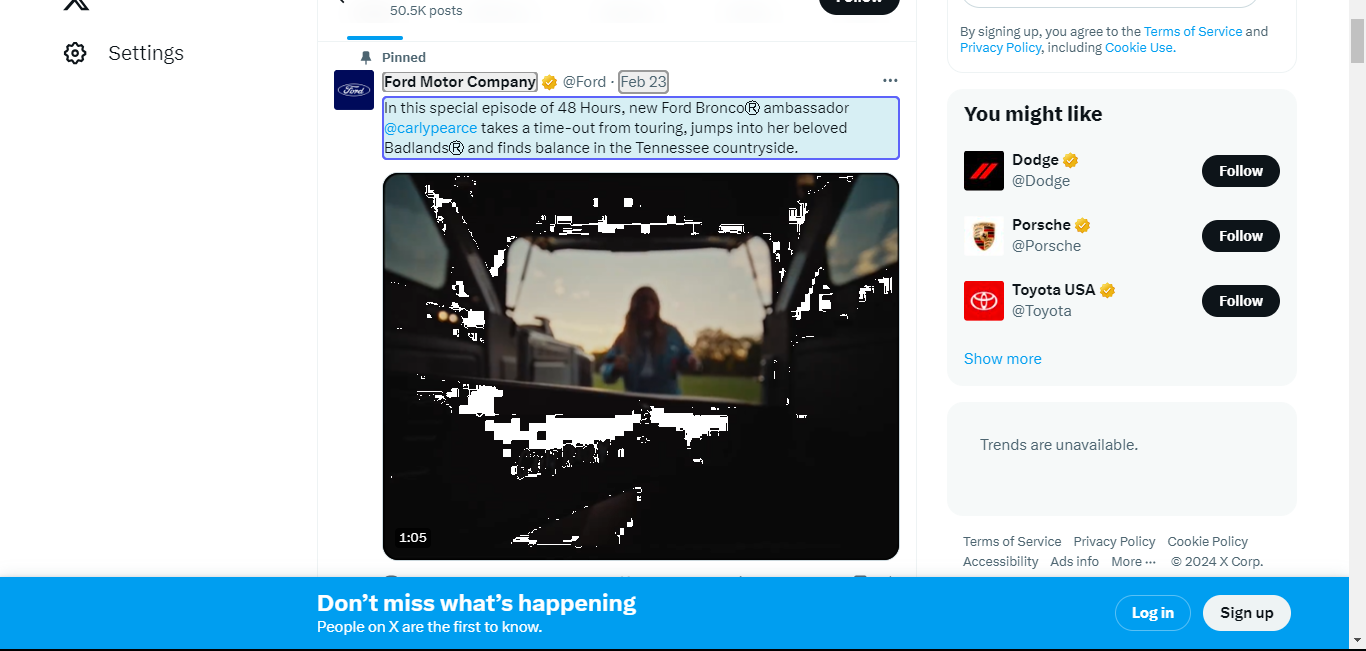 Settings
50.5K posts
Follow
Pinned
Ford Motor Company @Ford · Feb 23
Ford
In this special episode of 48 Hours, new Ford Bronco® ambassador
@carlypearce takes a time-out from touring, jumps into her beloved
Badlands® and finds balance in the Tennessee countryside.
1:05
By signing up, you agree to the Terms of Service and
Privacy Policy, including Cookie Use.
You might like
Dodge
@Dodge
Follow
Porsche
@Porsche
Follow
Toyota USA
@Toyota
Follow
Show more
Trends are unavailable.
Terms of Service Privacy Policy Cookie Policy
Accessibility Ads info More ··· © 2024 X Corp.
Don’t miss what’s happening
People on X are the first to know.
Log in
Sign up